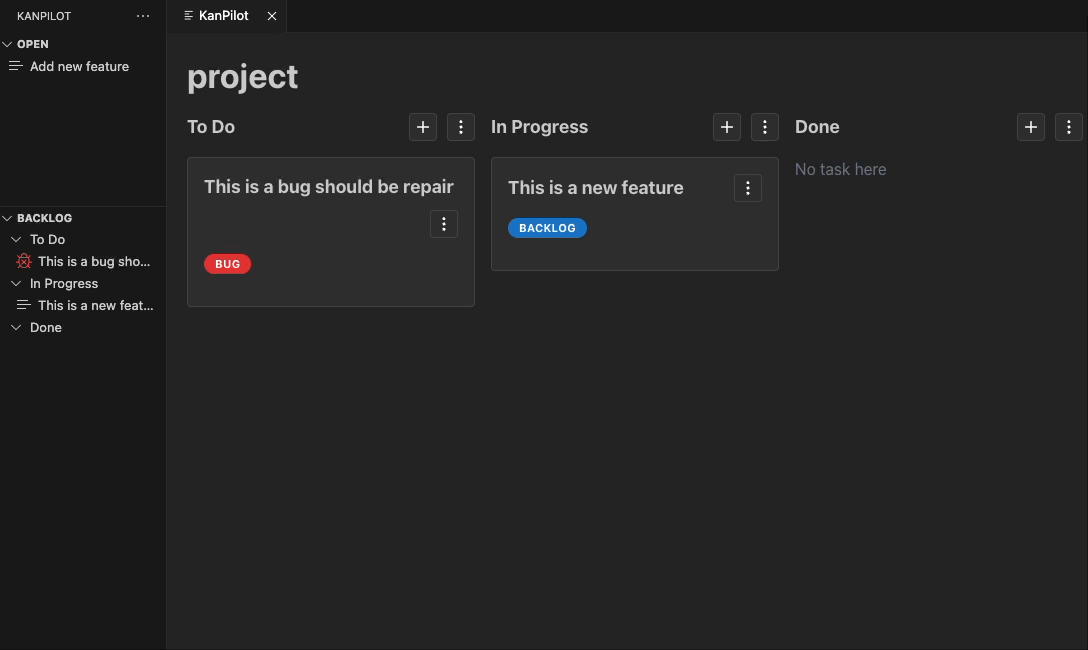 KANPILOT
OPEN
Add new feature
BACKLOG
To Do
This is a bug sho...
In Progress
This is a new feat...
Done
KanPilot
project
To Do
This is a bug should be repair
BUG
In Progress
This is a new feature
BACKLOG
Done
No task here